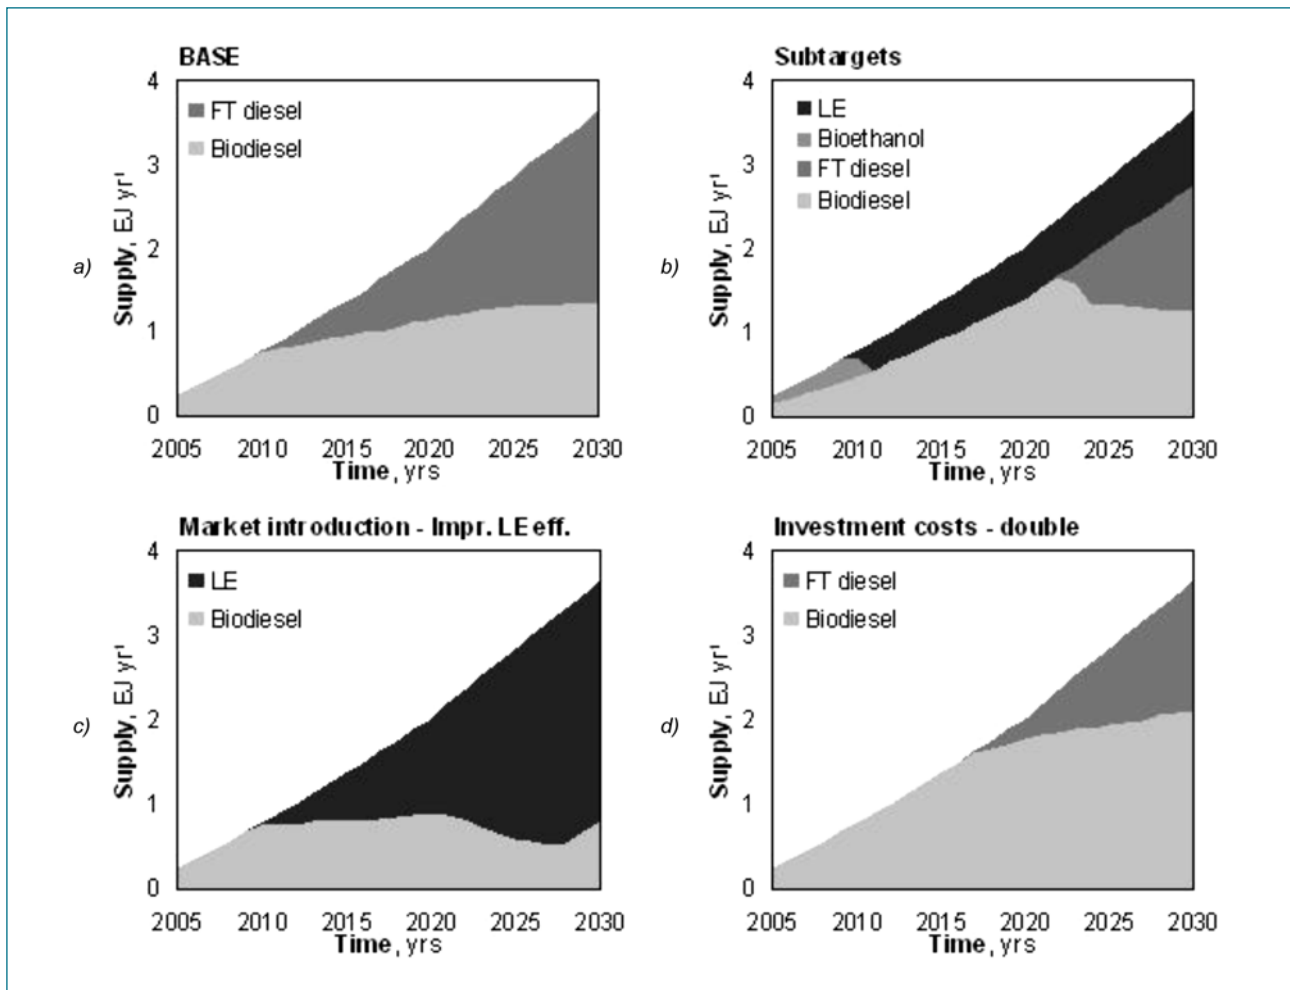 BASE
4
3
2
1
0
Supply, EJ yr'
FT diesel
Biodiesel
2005 2010 2015 2020 2025 2030
Time, yrs
a)
Subtargets
4
3
2
1
0
Supply, EJ yr'
LE
Bioethanol
FT diesel
Biodiesel
2005 2010 2015 2020 2025 2030
Time, yrs
b)
Market introduction - Impr. LE eff.
4
3
2
1
0
Supply, EJ yr'
LE
Biodiesel
2005 2010 2015 2020 2025 2030
Time, yrs
c)
Investment costs - double
4
3
2
1
0
Supply, EJ yr'
FT diesel
Biodiesel
2005 2010 2015 2020 2025 2030
Time, yrs
d)